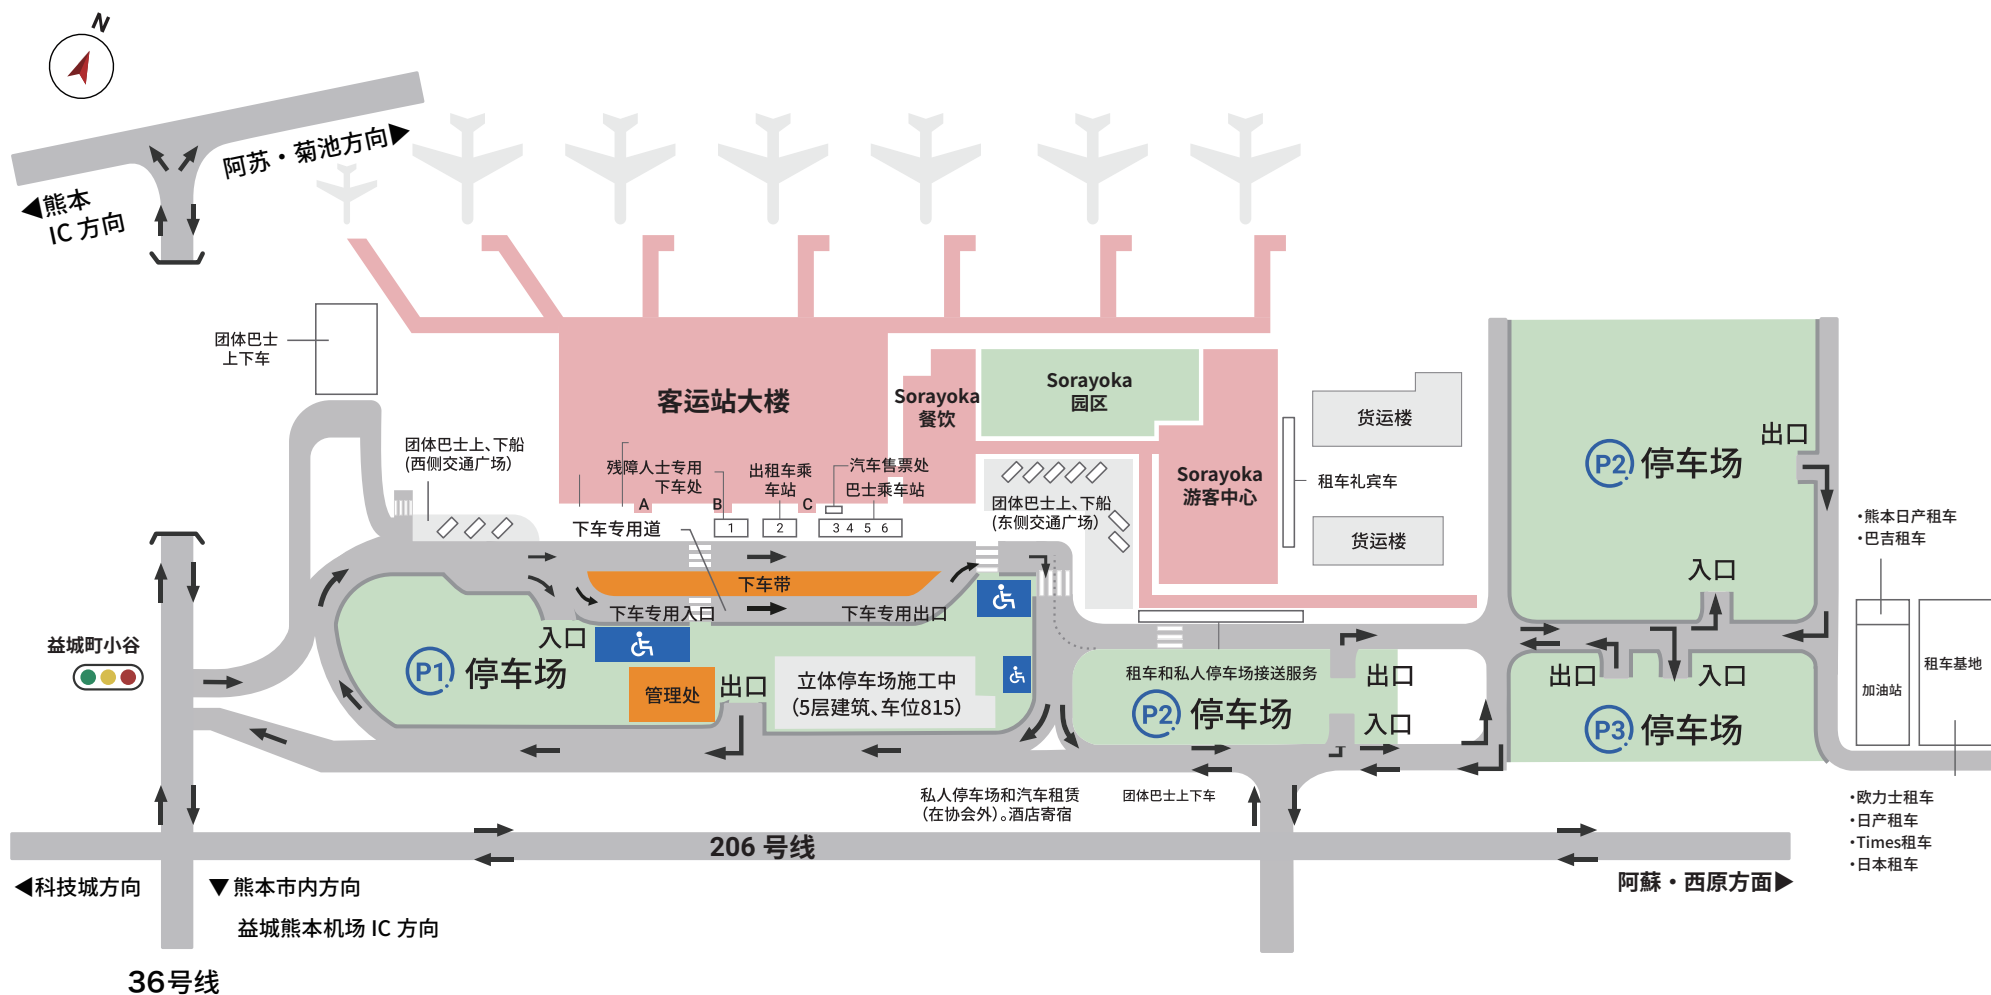 N
阿苏・菊池方向▶
◀熊本
IC 方向
团体巴士
上下车
团体巴士上、下船
(西侧交通广场)
客运站大楼
残障人士专用
下车处
出租车乘
车站
汽车售票处
巴士乘车站
A
B
C
1
2
3 4 5 6
下车专用道
下车带
下车专用入口
下车专用出口
Sorayoka
餐饮
Sorayoka
园区
Sorayoka
游客中心
团体巴士上、下船
(东侧交通广场)
货运楼
租车礼宾车
货运楼
P2 停车场
出口
入口
・熊本日产租车
・巴吉租车
益城町小谷
入口
P1 停车场
管理处
出口
立体停车场施工中
(5层建筑、车位815)
租车和私人停车场接送服务
P2 停车场
出口
入口
出口
入口
P3 停车场
加油站
租车基地
私人停车场和汽车租赁
(在协会外)。酒店寄宿
团体巴士上下车
・欧力士租车
・日产租车
・Times租车
・日本租车
206 号线
◀科技城方向
▼熊本市内方向
益城熊本机场 IC 方向
阿蘇・西原方面▶
36号线